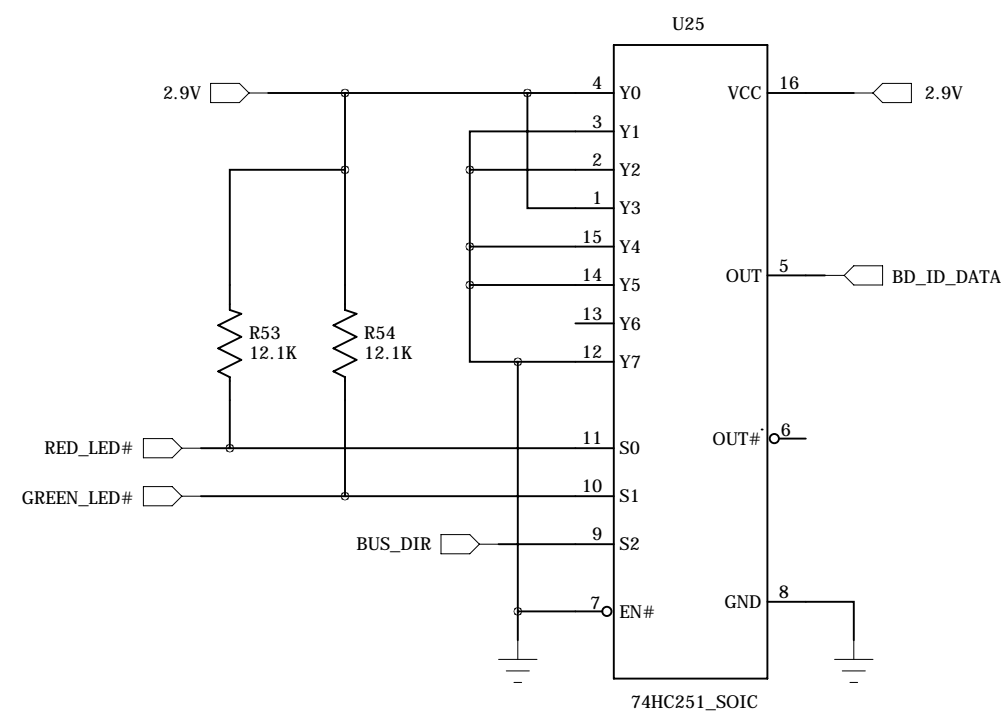 U25
2.9V
4
Y0
VCC
16
2.9V
3
Y1
2
Y2
1
Y3
15
Y4
14
Y5
OUT
5
BD_ID_DATA
13
Y6
R53
12.1K
R54
12.1K
12
Y7
RED_LED#
11
S0
OUT#
6
GREEN_LED#
10
S1
BUS_DIR
9
S2
7
EN#
GND
8
74HC251_SOIC